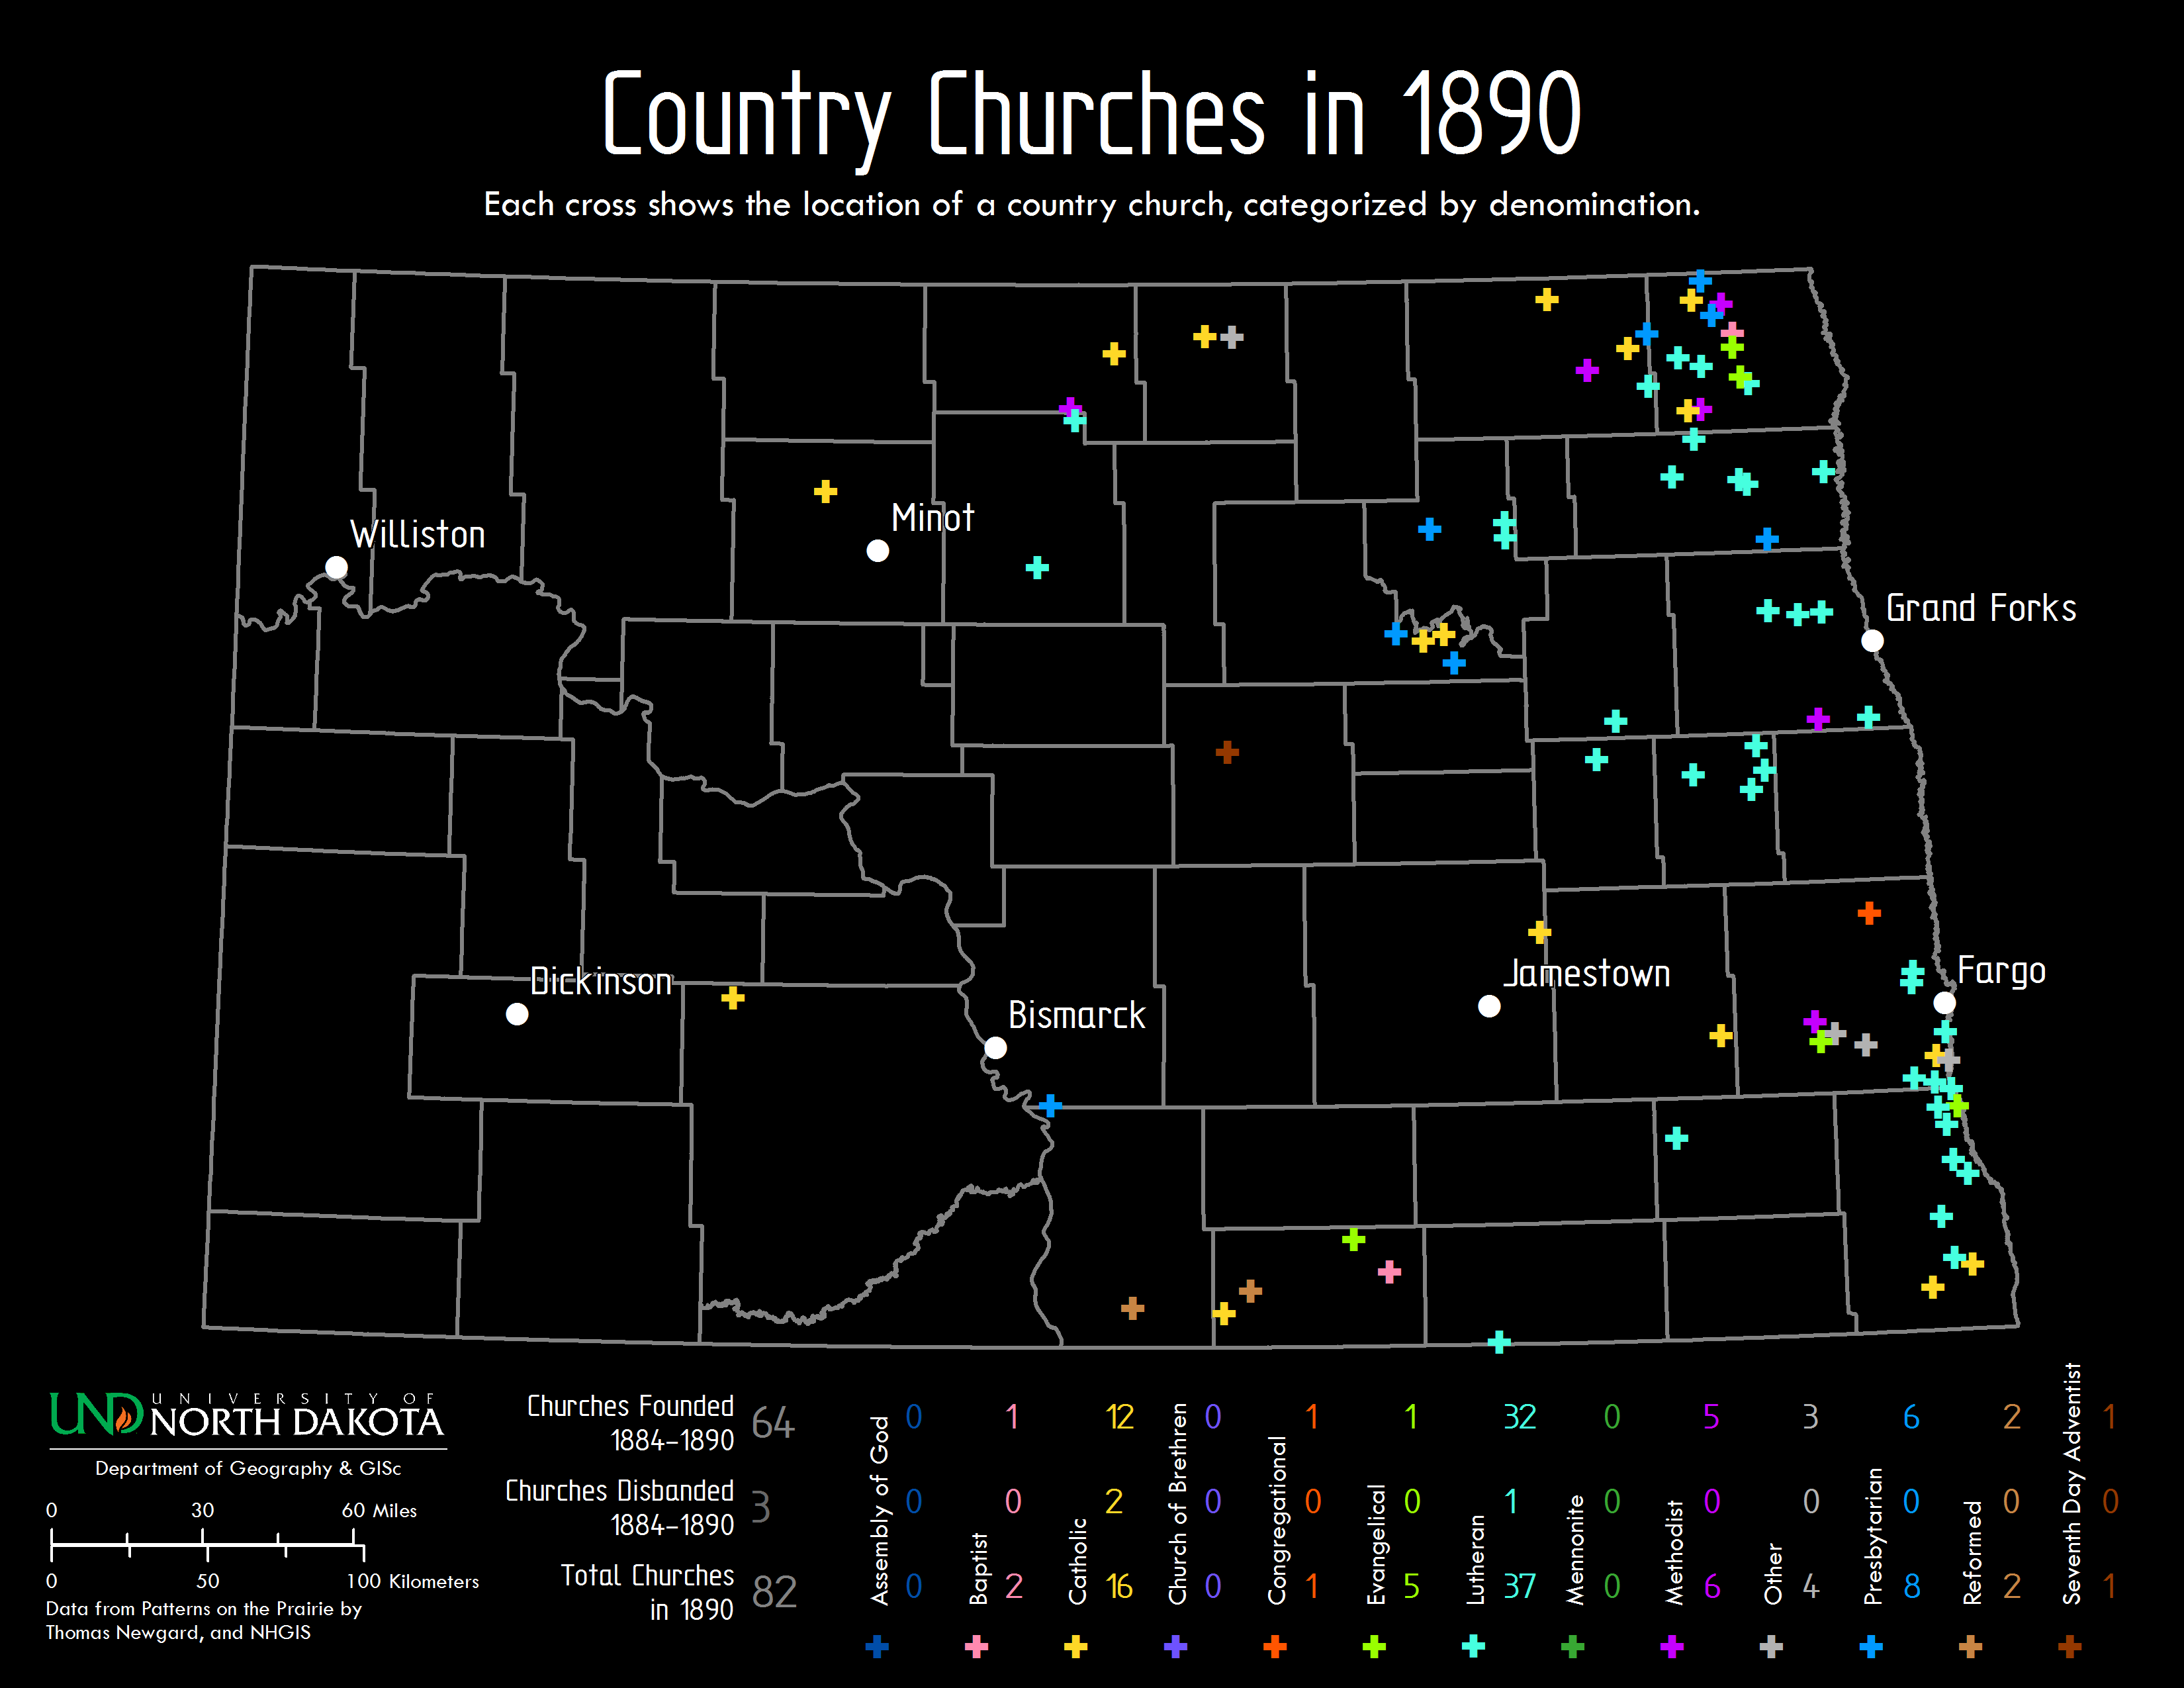 Country Churches in 1890
Each cross shows the location of a country church, categorized by denomination.
Williston
Minot
Grand Forks
Dickinson
Bismarck
Jamestown
Fargo
UND UNIVERSITY OF
NORTH DAKOTA
Department of Geography & GISc
0 30 60 Miles
0 50 100 Kilometers
Data from Patterns on the Prairie by
Thomas Newgard, and NHGIS
Churches Founded
1884–1890
64 0 1 12 0 1 1 32 0 5 3 6 2 1
Churches Disbanded
1884–1890
3 0 0 2 0 0 0 1 0 0 0 0 0 0
Total Churches
in 1890
82 0 2 16 0 1 5 37 0 6 4 8 2 1
Assembly of God
Baptist
Catholic
Church of Brethren
Congregational
Evangelical
Lutheran
Mennonite
Methodist
Other
Presbytarian
Reformed
Seventh Day Adventist